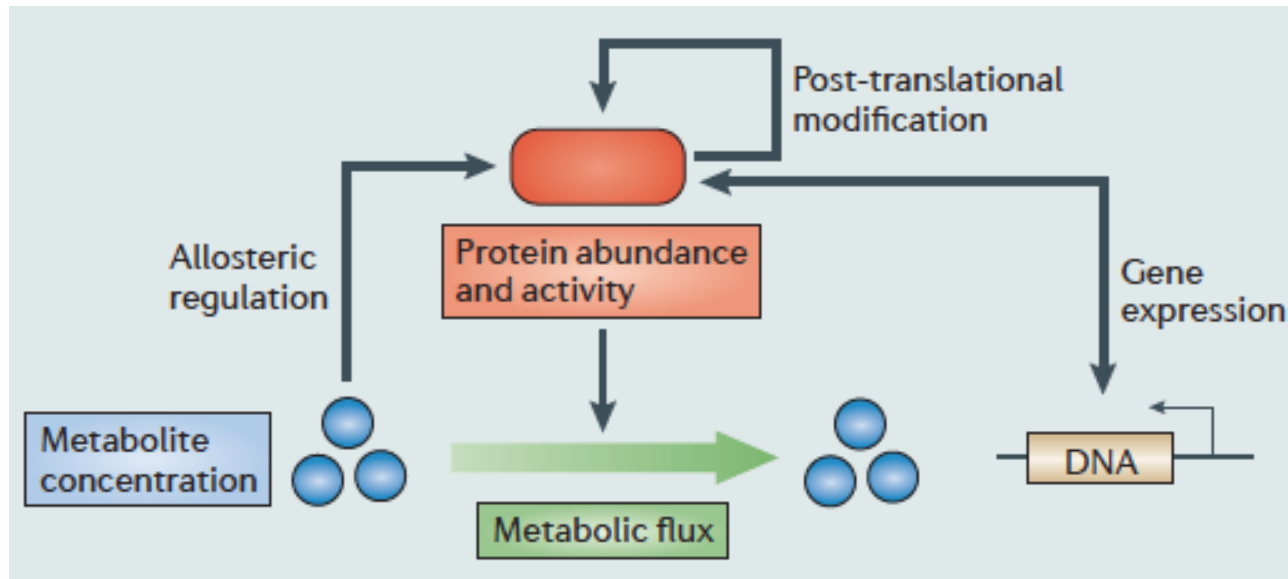 Post-translational
modification
Allosteric
regulation
Protein abundance
and activity
Gene
expression
Metabolite
concentration
DNA
Metabolic flux